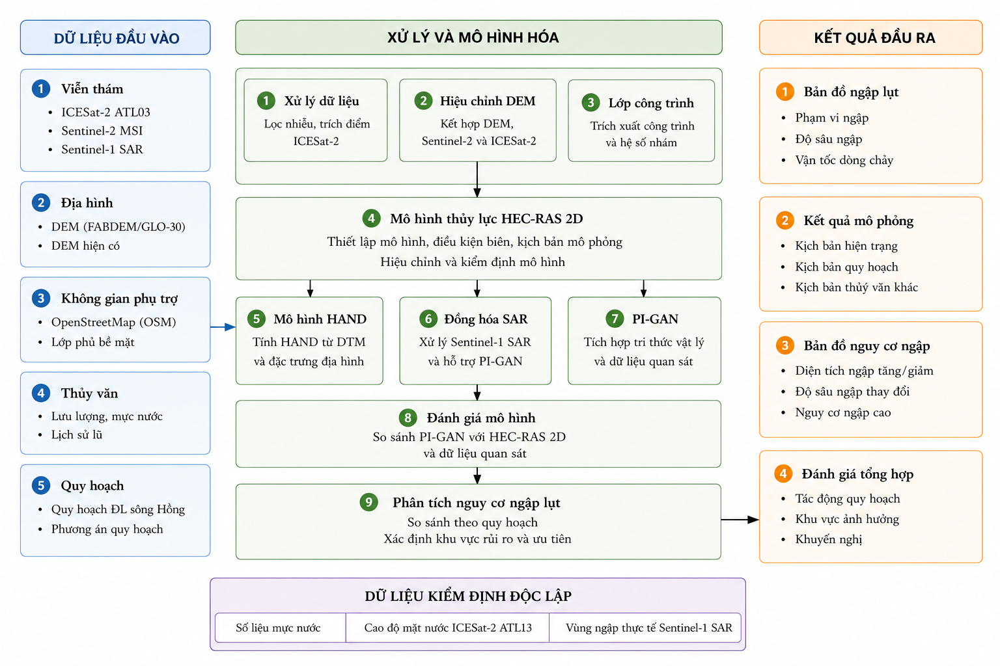 DỮ LIỆU ĐẦU VÀO
1 Viễn thám
• ICESat-2 ATL03
• Sentinel-2 MSI
• Sentinel-1 SAR
2 Địa hình
• DEM (FABDEM/GLO-30)
• DEM hiện có
3 Không gian phụ trợ
• OpenStreetMap (OSM)
• Lớp phủ bề mặt
4 Thủy văn
• Lưu lượng, mực nước
• Lịch sử lũ
5 Quy hoạch
• Quy hoạch ĐL sông Hồng
• Phương án quy hoạch
XỬ LÝ VÀ MÔ HÌNH HÓA
1 Xử lý dữ liệu
Lọc nhiễu, trích điểm
ICESat-2
2 Hiệu chỉnh DEM
Kết hợp DEM,
Sentinel-2 và ICESat-2
3 Lớp công trình
Trích xuất công trình
và hệ số nhám
4 Mô hình thủy lực HEC-RAS 2D
Thiết lập mô hình, điều kiện biên, kịch bản mô phỏng
Hiệu chỉnh và kiểm định mô hình
5 Mô hình HAND
Tính HAND từ DTM
và đặc trưng địa hình
6 Đồng hóa SAR
Xử lý Sentinel-1 SAR
và hỗ trợ PI-GAN
7 PI-GAN
Tích hợp tri thức vật lý
và dữ liệu quan sát
8 Đánh giá mô hình
So sánh PI-GAN với HEC-RAS 2D
và dữ liệu quan sát
9 Phân tích nguy cơ ngập lụt
So sánh theo quy hoạch
Xác định khu vực rủi ro và ưu tiên
KẾT QUẢ ĐẦU RA
1 Bản đồ ngập lụt
• Phạm vi ngập
• Độ sâu ngập
• Vận tốc dòng chảy
2 Kết quả mô phỏng
• Kịch bản hiện trạng
• Kịch bản quy hoạch
• Kịch bản thủý văn khác
3 Bản đồ nguy cơ ngập
• Diện tích ngập tăng/giảm
• Độ sâu ngập thay đổi
• Nguy cơ ngập cao
4 Đánh giá tổng hợp
• Tác động quy hoạch
• Khu vực ảnh hưởng
• Khuyến nghị
DỮ LIỆU KIỂM ĐỊNH ĐỘC LẬP
Số liệu mực nước
Cao độ mặt nước ICESat-2 ATL13
Vùng ngập thực tế Sentinel-1 SAR